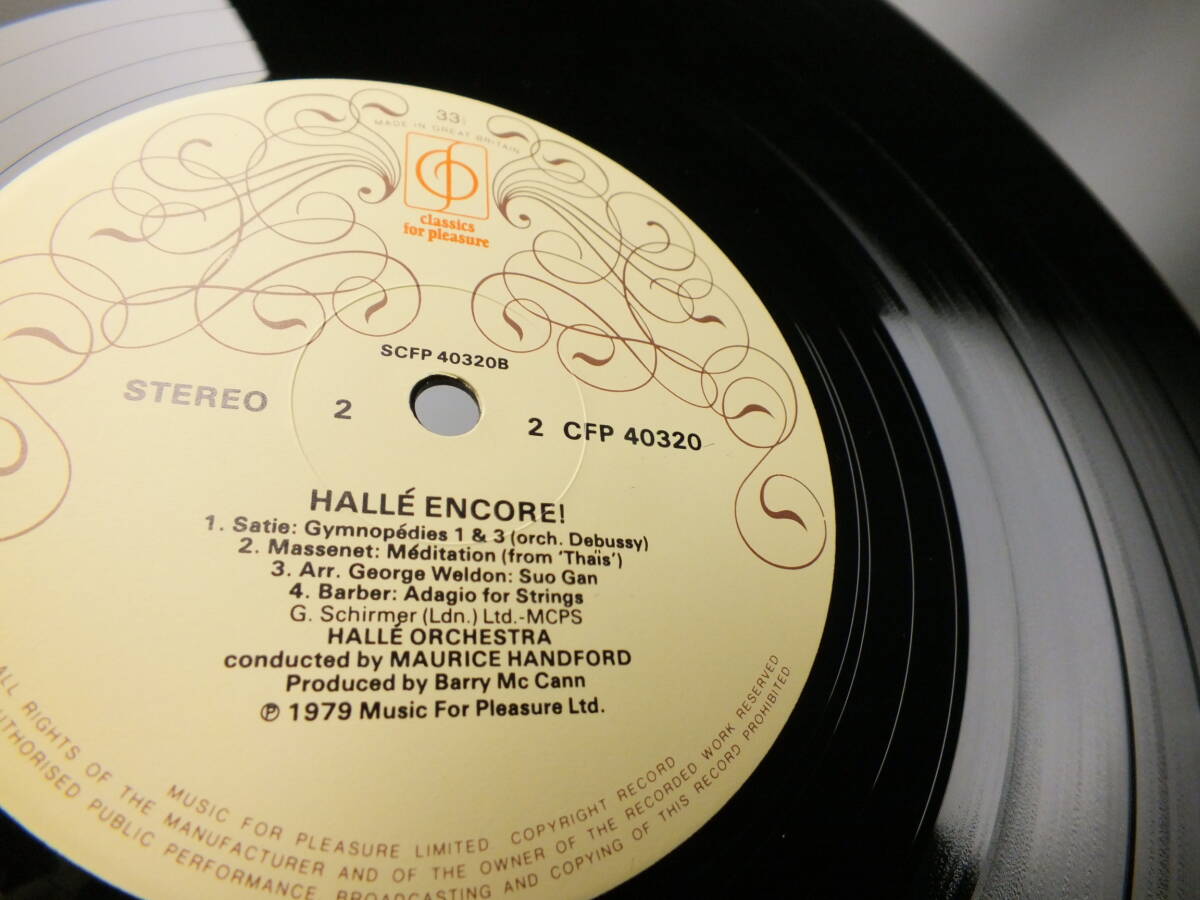 33⅓
MADE IN GREAT BRITAIN
classics
for pleasure
SCFP 40320B
STEREO 2 2 CFP 40320
HALLÉ ENCORE!
1. Satie: Gymnopédies 1 & 3 (orch. Debussy)
2. Massenet: Méditation (from 'Thaïs')
3. Arr. George Weldon: Suo Gan
4. Barber: Adagio for Strings
G. Schirmer (Ldn.) Ltd.-MCPS
HALLÉ ORCHESTRA
conducted by MAURICE HANDFORD
Produced by Barry Mc Cann
℗ 1979 Music For Pleasure Ltd.
MUSIC FOR PLEASURE LIMITED. COPYRIGHT RECORD
ALL RIGHTS OF THE MANUFACTURER AND OF THE OWNER OF THE RECORDED WORK RESERVED
PUBLIC PERFORMANCE, BROADCASTING AND COPYING OF THIS RECORD PROHIBITED